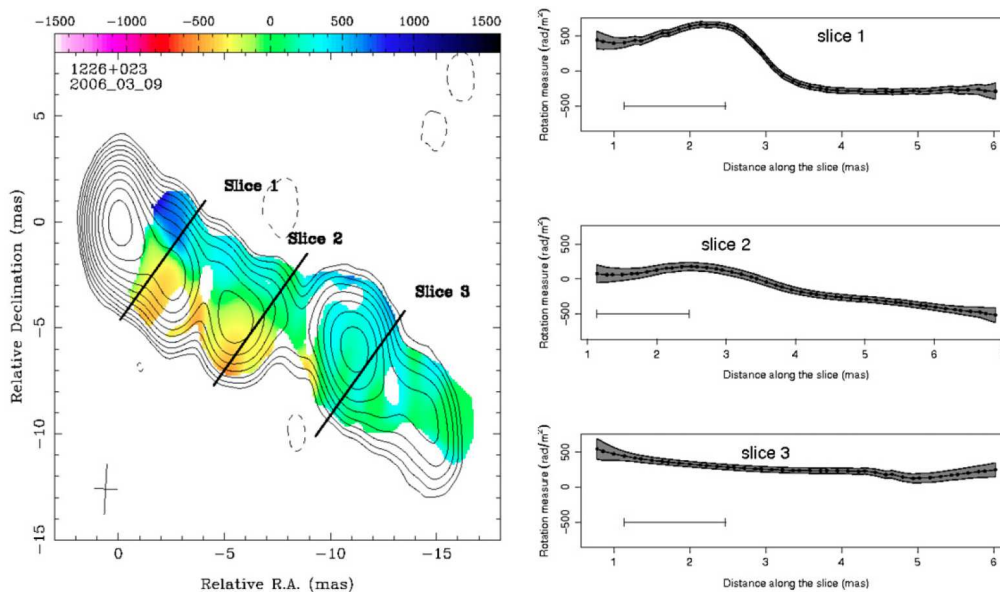 -1500 -1000 -500 0 500 1000 1500
1226+023
2006_03_09
Slice 1
Slice 2
Slice 3
5
0
-5
-10
-15
Relative Declination (mas)
0 -5 -10 -15
Relative R.A. (mas)
slice 1
Rotation measure (rad/m²)
500
0
-500
1 2 3 4 5 6
Distance along the slice (mas)
slice 2
Rotation measure (rad/m²)
500
0
-500
1 2 3 4 5 6
Distance along the slice (mas)
slice 3
Rotation measure (rad/m²)
500
0
-500
1 2 3 4 5 6
Distance along the slice (mas)